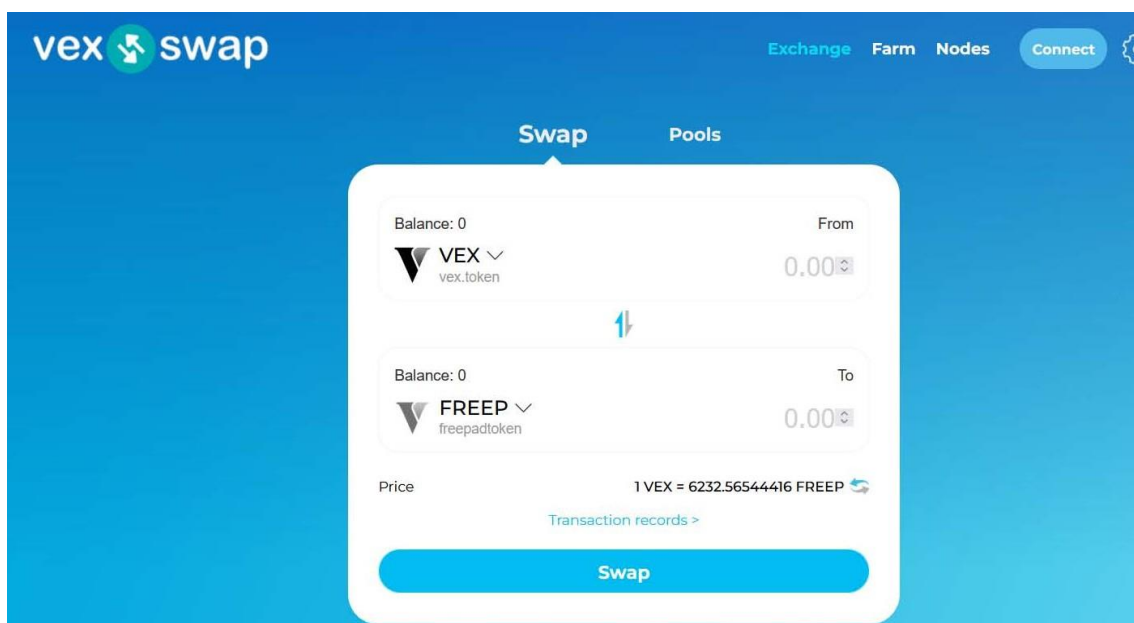 vex swap
Exchange Farm Nodes Connect
Swap Pools
Balance: 0 From
VEX 0.00
vex.token
Balance: 0 To
FREEP 0.00
freepadtoken
Price 1 VEX = 6232.56544416 FREEP
Transaction records >
Swap